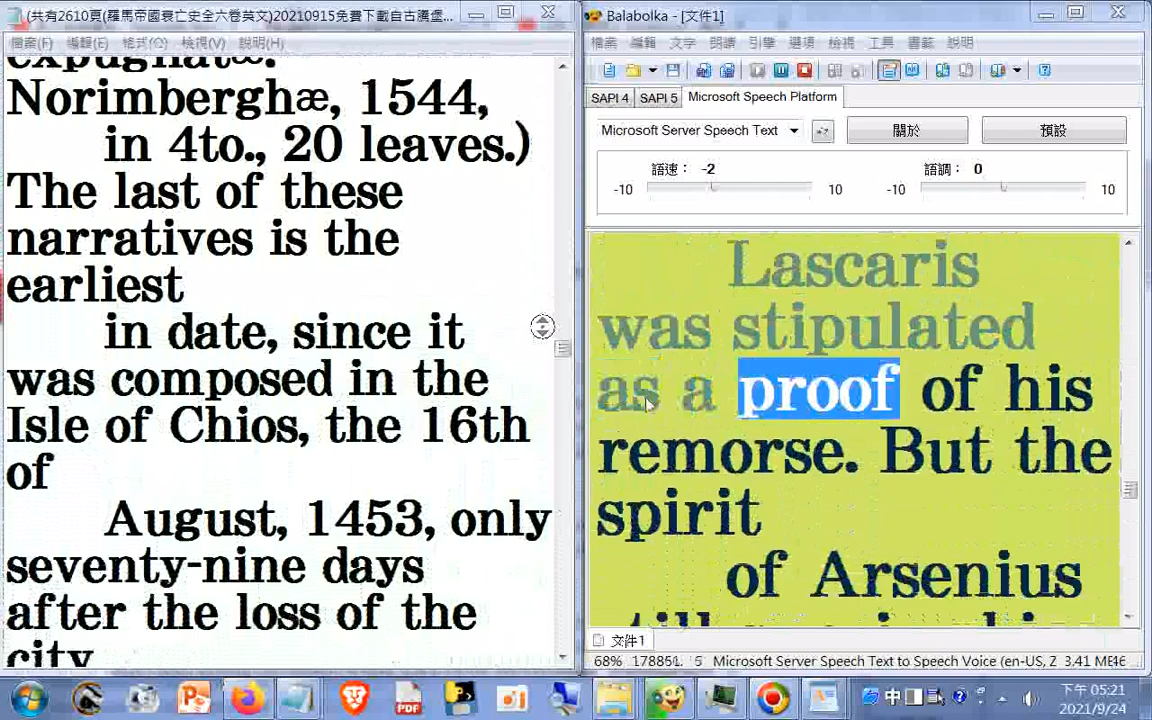 (共有2610頁(羅馬帝國衰亡史全六卷英文)20210915免費下載自古騰堡...
檔案(F) 編輯(E) 格式(O) 檢視(V) 說明(H)
Norimberghæ, 1544,
in 4to., 20 leaves.)
The last of these
narratives is the
earliest
in date, since it
was composed in the
Isle of Chios, the 16th
of
August, 1453, only
seventy-nine days
after the loss of the
city
Balabolka - [文件1]
檔案 編輯 文字 朗讀 引擎 選項 檢視 工具 書籤 說明
SAPI 4 SAPI 5 Microsoft Speech Platform
Microsoft Server Speech Text 關於 預設
語速： -2 語調： 0
-10 10 -10 10
Lascaris
was stipulated
as a proof of his
remorse. But the
spirit
of Arsenius
文件1
68% Microsoft Server Speech Text to Speech Voice (en-US, Z 3.41 ME
中 下午 05:21
2021/9/24